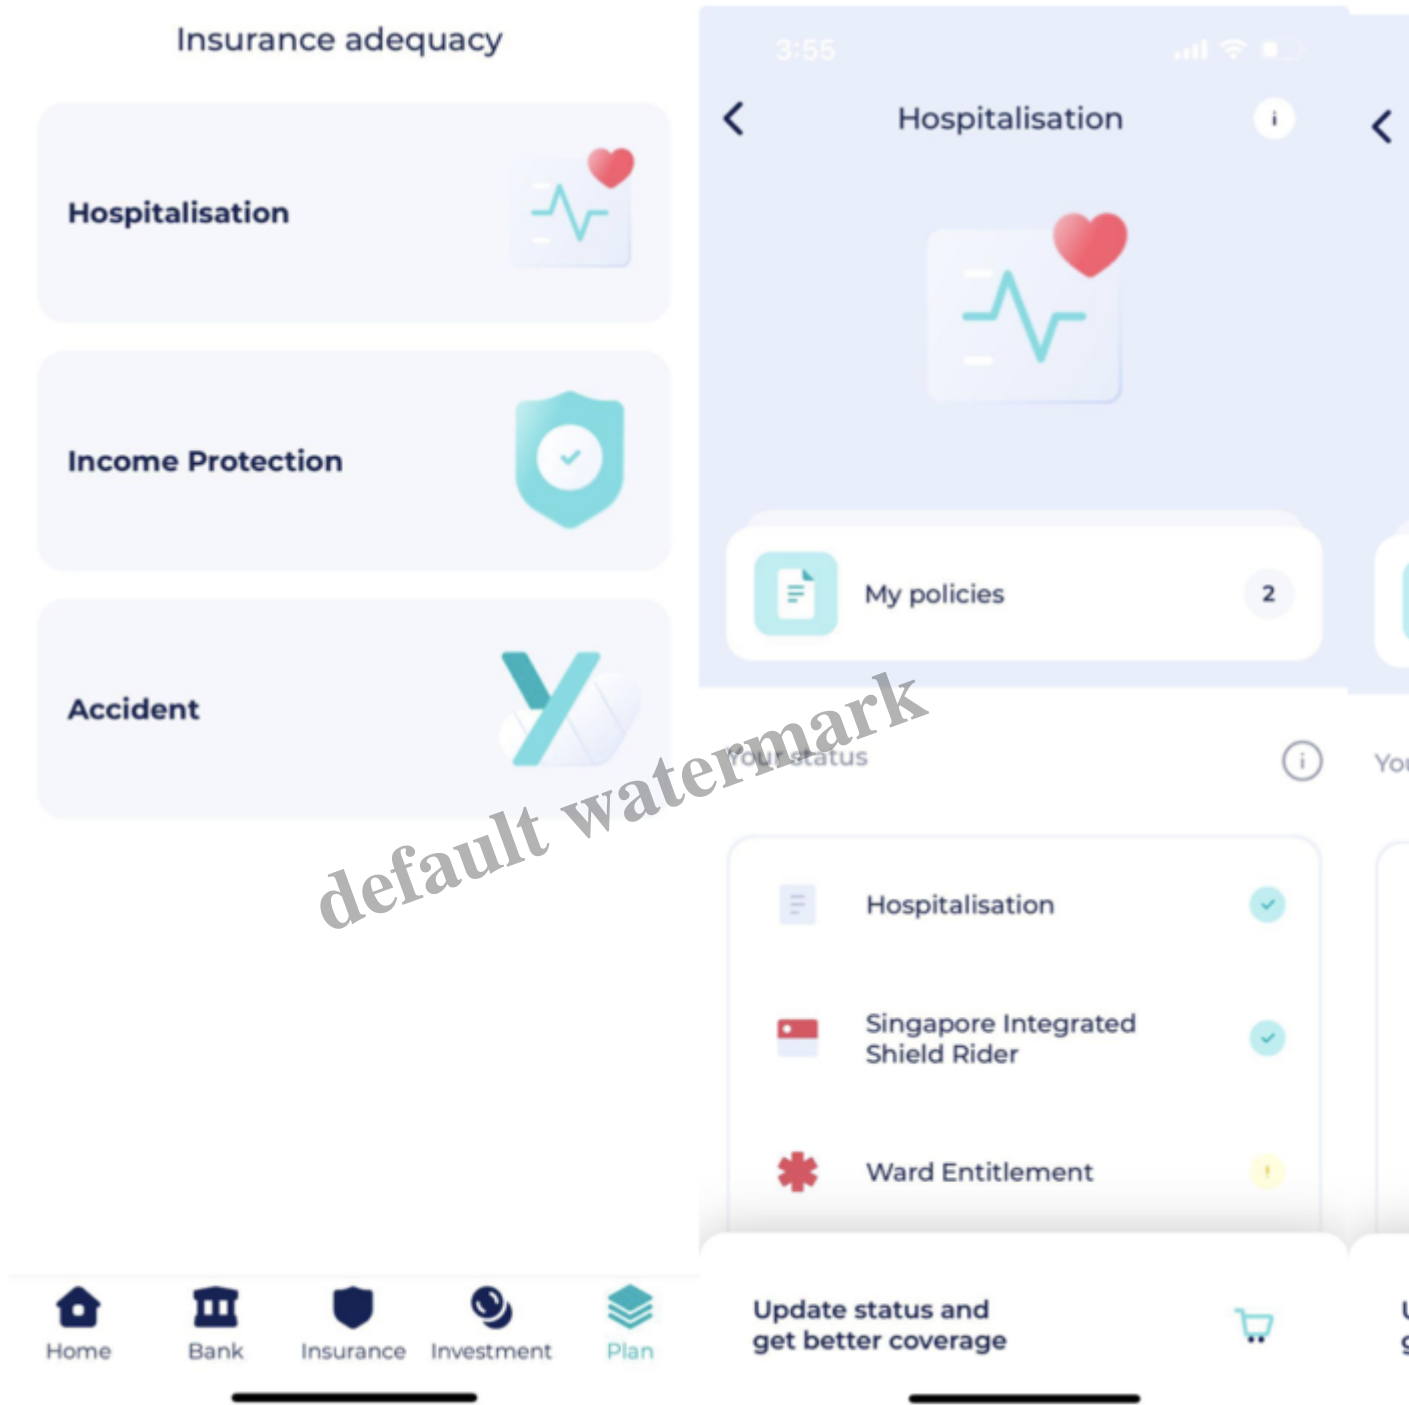 Insurance adequacy
Hospitalisation
Income Protection
Accident
Home
Bank
Insurance
Investment
Plan
3:55
Hospitalisation
My policies
2
Your status
Hospitalisation
Singapore Integrated
Shield Rider
Ward Entitlement
Update status and
get better coverage
default watermark